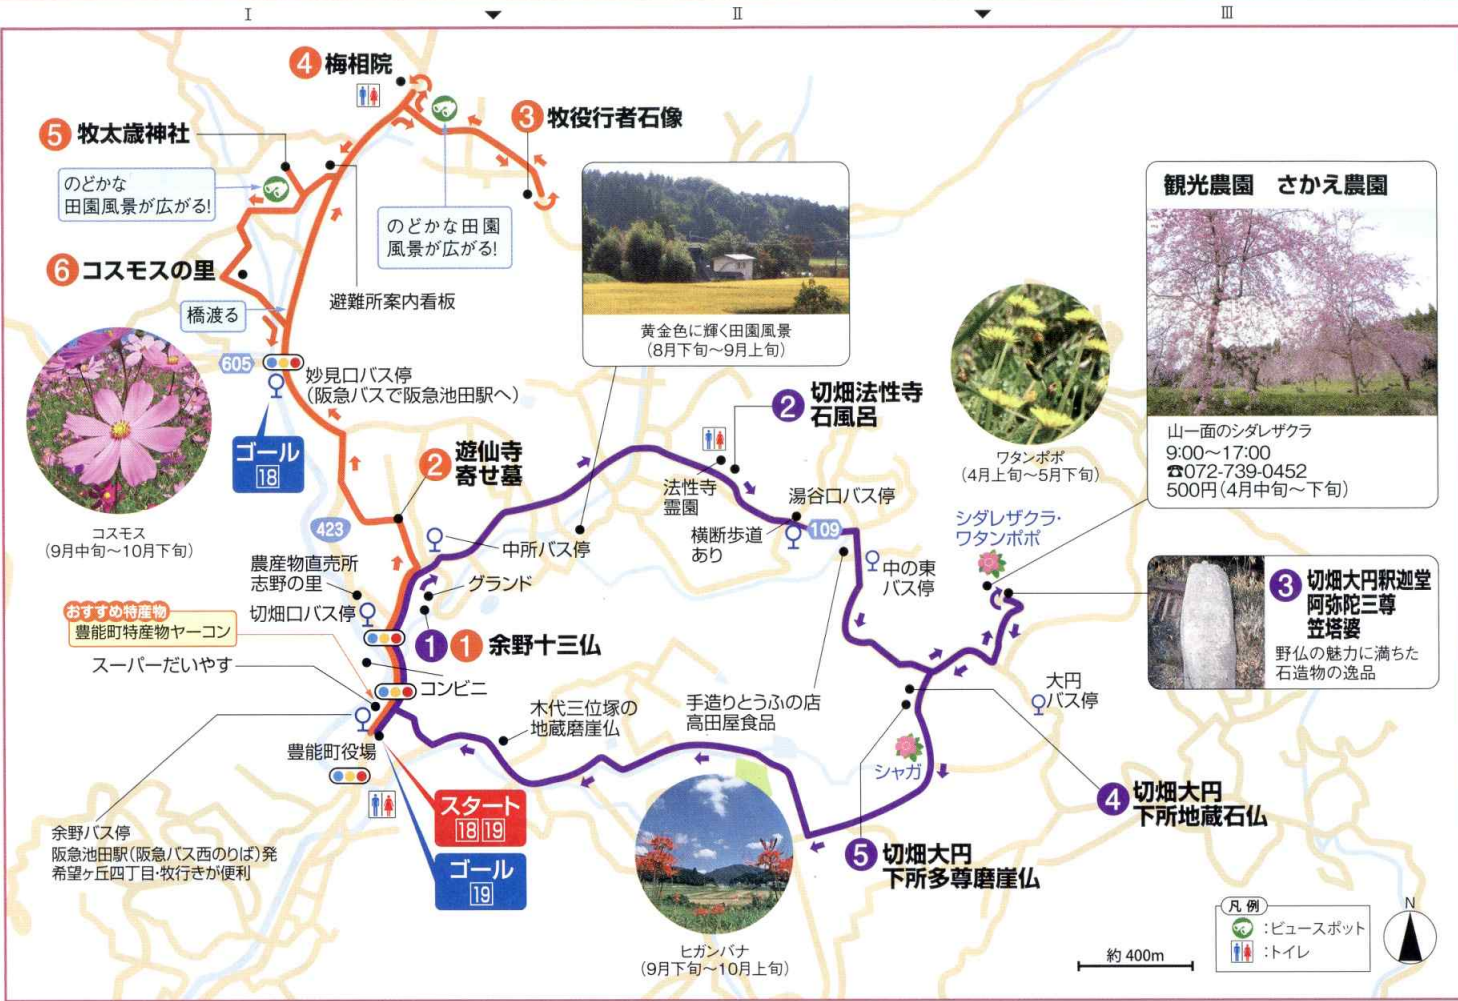 I
II
III
4 梅相院
5 牧太歳神社
3 牧役行者石像
のどかな
田園風景が広がる!
のどかな田園
風景が広がる!
6 コスモスの里
避難所案内看板
橋渡る
605
妙見口バス停
(阪急バスで阪急池田駅へ)
ゴール
18
コスモス
(9月中旬〜10月下旬)
黄金色に輝く田園風景
(8月下旬〜9月上旬)
観光農園 さかえ農園
山一面のシダレザクラ
9:00〜17:00
☎072-739-0452
500円(4月中旬〜下旬)
ワタンポポ
(4月上旬〜5月下旬)
2 切畑法性寺
石風呂
2 遊仙寺
寄せ墓
法性寺
霊園
湯谷口バス停
横断歩道
あり
109
シダレザクラ・
ワタンポポ
423
中所バス停
中の東
バス停
農産物直売所
志野の里
グランド
切畑口バス停
3 切畑大円釈迦堂
阿弥陀三尊
笠塔婆
野仏の魅力に満ちた
石造物の逸品
おすすめ特産物
豊能町特産物ヤーコン
1 1 余野十三仏
スーパーだいやす
コンビニ
木代三位塚の
地蔵磨崖仏
手造りとうふの店
高田屋食品
大円
バス停
豊能町役場
シャガ
スタート
18 19
ゴール
19
4 切畑大円
下所地蔵石仏
5 切畑大円
下所多尊磨崖仏
余野バス停
阪急池田駅(阪急バス西のりば)発
希望ヶ丘四丁目・牧行きが便利
ヒガンバナ
(9月下旬〜10月上旬)
約400m
凡例
:ビュースポット
:トイレ
N